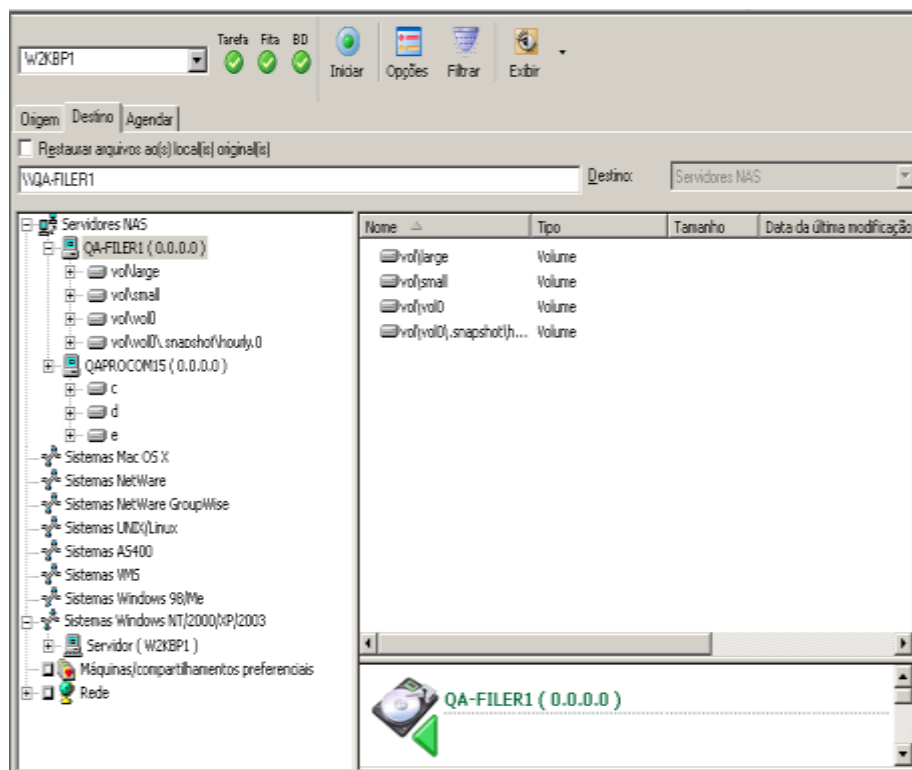 W2KBP1
Tarefa Fita BD
Iniciar Opções Filtrar Exibir
Origem Destino Agendar
Restaurar arquivos ao(s) local(is) original(is)
\\QA-FILER1
Destino: Servidores NAS
Servidores NAS
QA-FILER1 ( 0.0.0.0 )
vol\large
vol\small
vol\vol0
vol\vol0\.snapshot\hourly.0
QAPROCOM15 ( 0.0.0.0 )
c
d
e
Sistemas Mac OS X
Sistemas NetWare
Sistemas NetWare GroupWise
Sistemas UNIX/Linux
Sistemas AS400
Sistemas VMS
Sistemas Windows 98/Me
Sistemas Windows NT/2000/XP/2003
Servidor ( W2KBP1 )
Máquinas/compartilhamentos preferenciais
Rede
Nome Tipo Tamanho Data da última modificação
vol\large Volume
vol\small Volume
vol\vol0 Volume
vol\vol0\.snapshot\h... Volume
QA-FILER1 ( 0.0.0.0 )